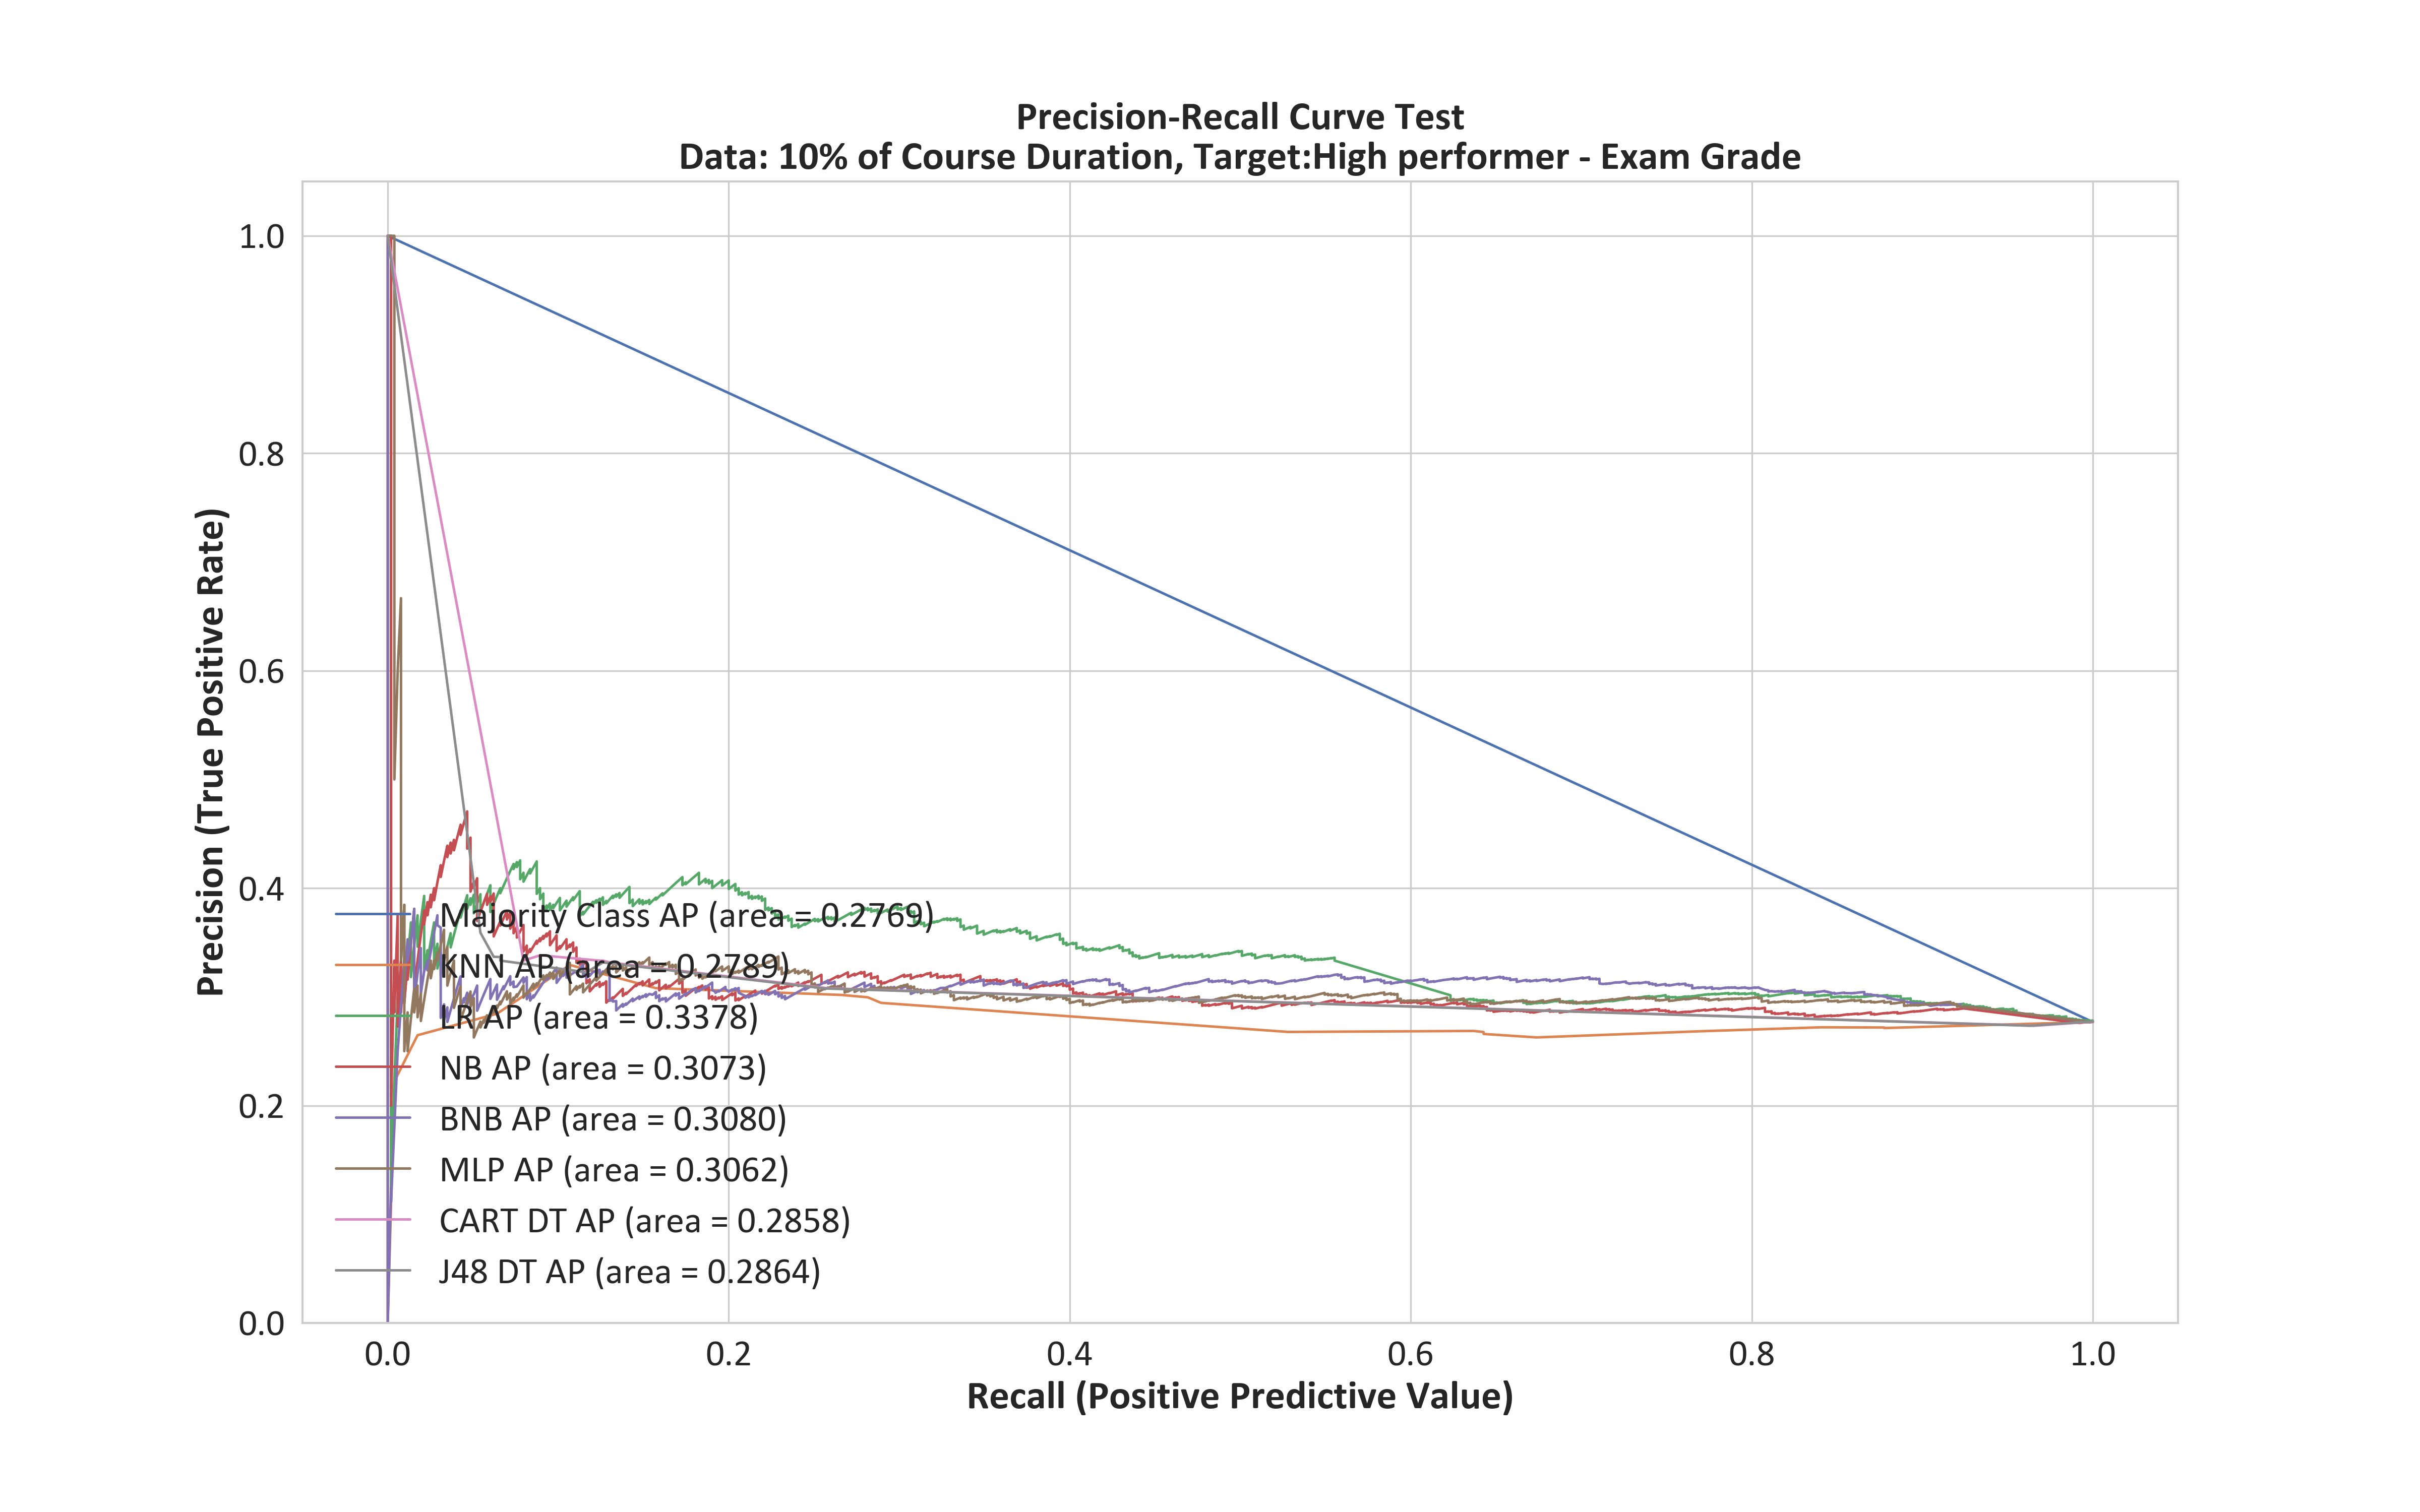 Precision-Recall Curve Test
Data: 10% of Course Duration, Target:High performer - Exam Grade
Precision (True Positive Rate)
1.0
0.8
0.6
0.4
0.2
0.0
Majority Class AP (area = 0.2769)
KNN AP (area = 0.2789)
LR AP (area = 0.3378)
NB AP (area = 0.3073)
BNB AP (area = 0.3080)
MLP AP (area = 0.3062)
CART DT AP (area = 0.2858)
J48 DT AP (area = 0.2864)
0.0 0.2 0.4 0.6 0.8 1.0
Recall (Positive Predictive Value)